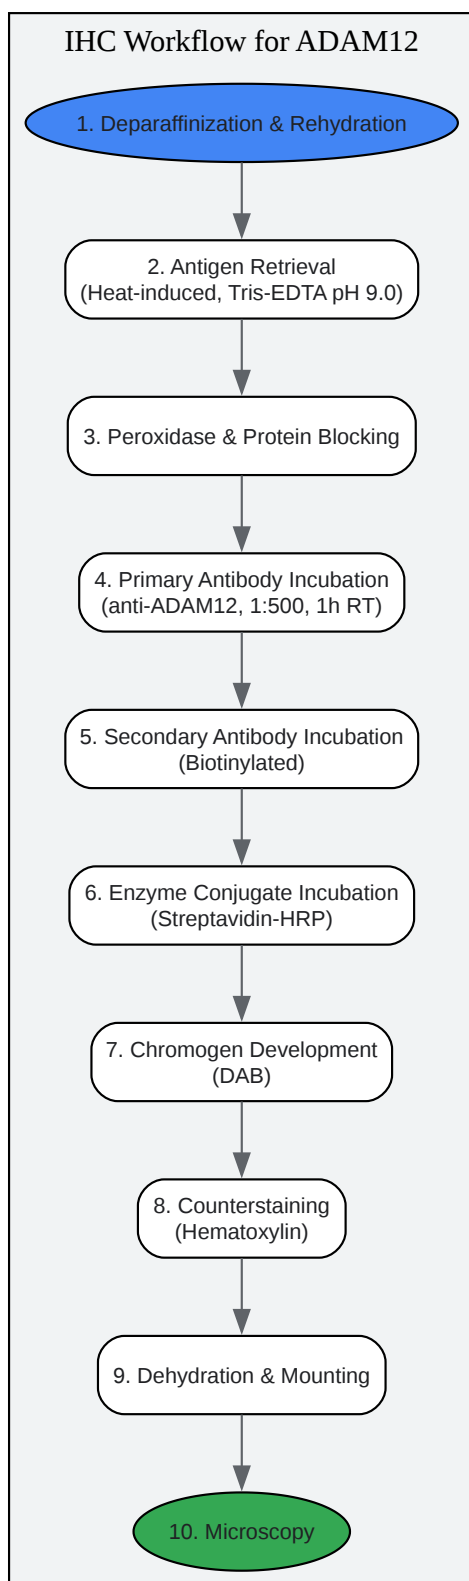 IHC Workflow for ADAM12
1. Deparaffinization & Rehydration
2. Antigen Retrieval
(Heat-induced, Tris-EDTA pH 9.0)
3. Peroxidase & Protein Blocking
4. Primary Antibody Incubation
(anti-ADAM12, 1:500, 1h RT)
5. Secondary Antibody Incubation
(Biotinylated)
6. Enzyme Conjugate Incubation
(Streptavidin-HRP)
7. Chromogen Development
(DAB)
8. Counterstaining
(Hematoxylin)
9. Dehydration & Mounting
10. Microscopy